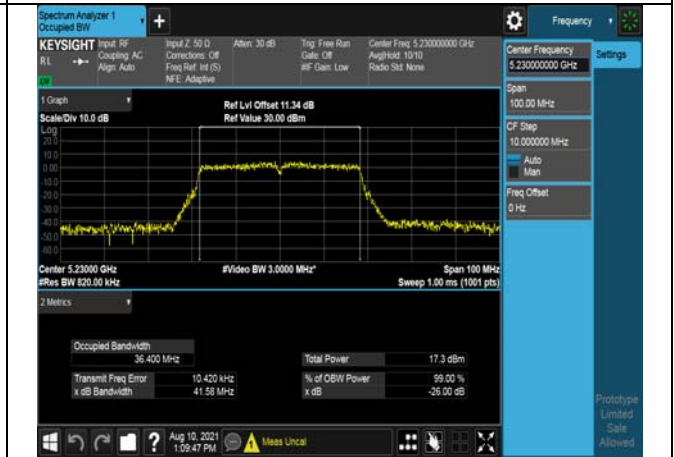 Spectrum Analyzer 1
Occupied BW
Frequency
KEYSIGHT
RL
Input: RF
Coupling: AC
Align: Auto
Input Z: 50 Ω
Corrections: Off
Freq Ref: Int (S)
NFE: Adaptive
Atten: 30 dB
Trig: Free Run
Gate: Off
#IF Gain: Low
Center Freq: 5.230000000 GHz
Avg|Hold: 10/10
Radio Std: None
Center Frequency
5.230000000 GHz
Settings
Span
100.00 MHz
CF Step
10.000000 MHz
Auto
Man
Freq Offset
0 Hz
1 Graph
Scale/Div 10.0 dB
Ref Lvl Offset 11.34 dB
Ref Value 30.00 dBm
Log
20.0
10.0
0.00
-10.0
-20.0
-30.0
-40.0
-50.0
-60.0
Center 5.23000 GHz
#Res BW 820.00 kHz
#Video BW 3.0000 MHz*
Span 100 MHz
Sweep 1.00 ms (1001 pts)
2 Metrics
Occupied Bandwidth
36.400 MHz
Total Power 17.3 dBm
Transmit Freq Error 10.420 kHz
% of OBW Power 99.00 %
x dB Bandwidth 41.58 MHz
x dB -26.00 dB
Prototype
Limited
Sale
Allowed
Aug 10, 2021
1:09:47 PM
Meas Uncal